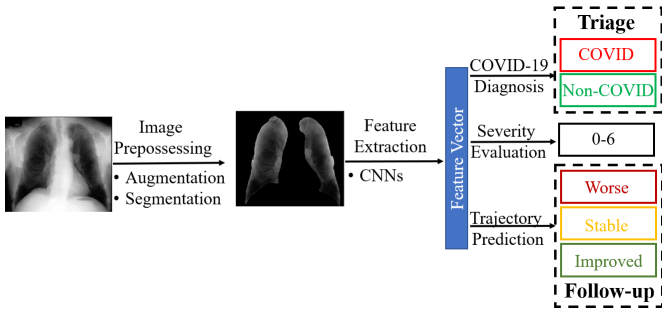 Image
Prepossessing
• Augmentation
• Segmentation
Feature
Extraction
• CNNs
Feature Vector
COVID-19
Diagnosis
Severity
Evaluation
Trajectory
Prediction
Triage
COVID
Non-COVID
0-6
Worse
Stable
Improved
Follow-up